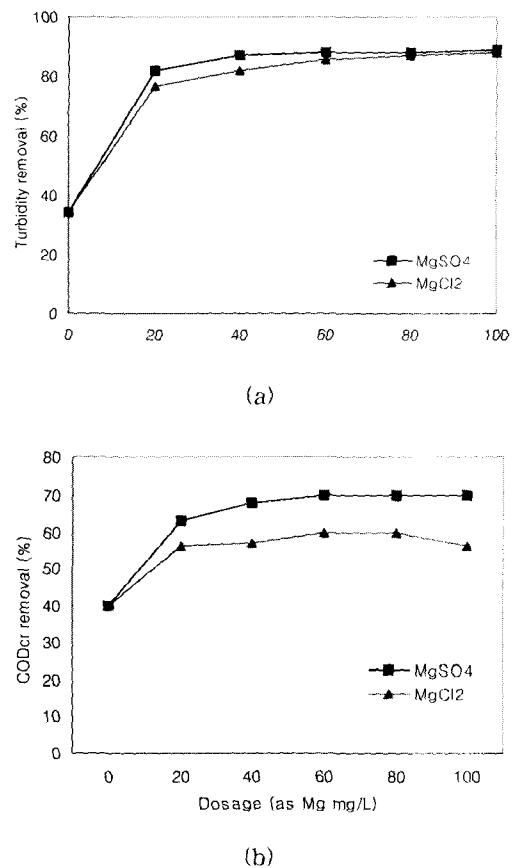 100
80
60
40
20
0
Turbidity removal (%)
MgSO4
MgCl2
0 20 40 60 80 100
(a)
80
70
60
50
40
30
20
10
0
CODcr removal (%)
MgSO4
MgCl2
0 20 40 60 80 100
Dosage (as Mg mg/L)
(b)